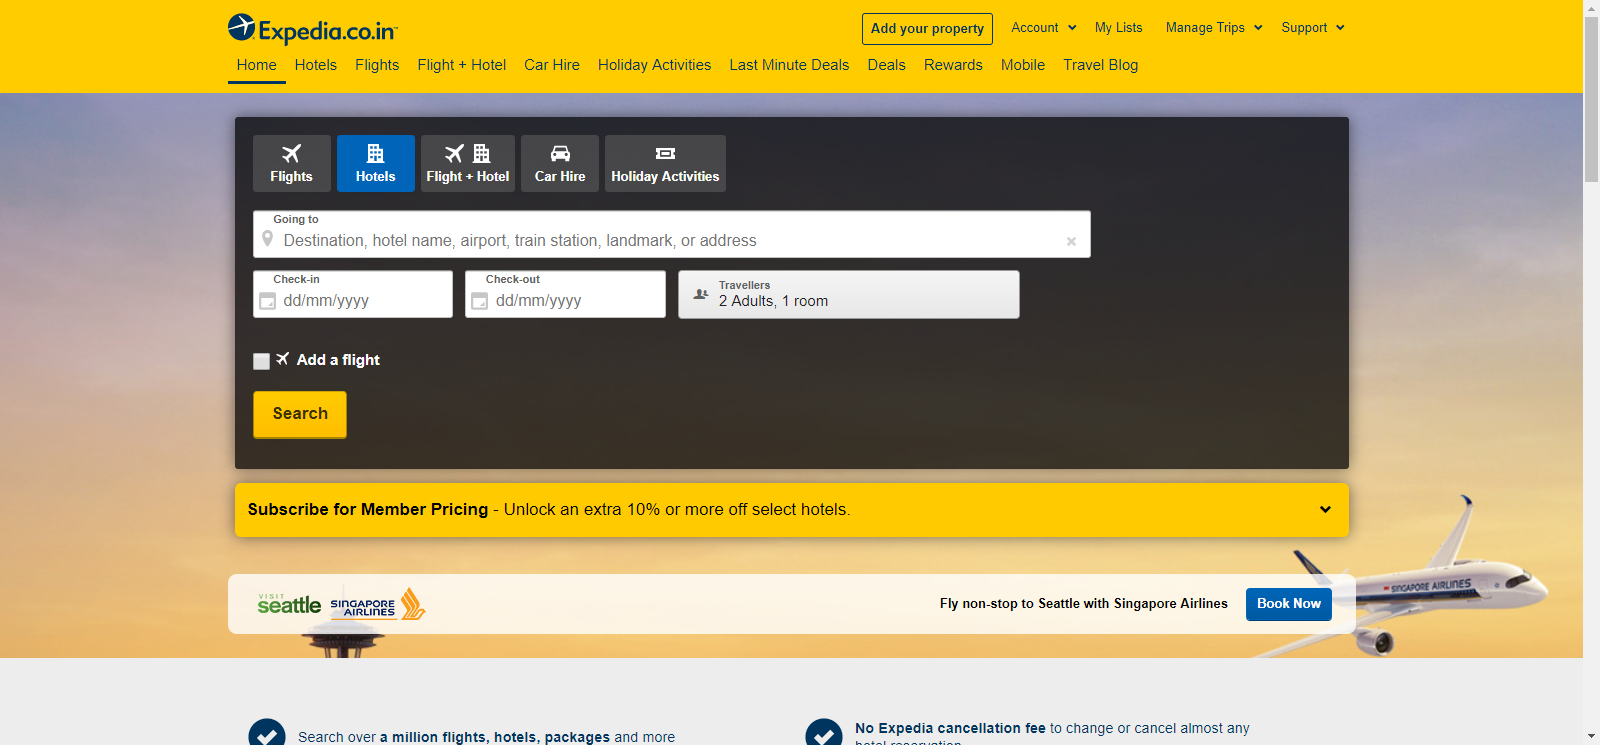 Expedia.co.in
Add your property
Account
My Lists
Manage Trips
Support
Home
Hotels
Flights
Flight + Hotel
Car Hire
Holiday Activities
Last Minute Deals
Deals
Rewards
Mobile
Travel Blog
Flights
Hotels
Flight + Hotel
Car Hire
Holiday Activities
Going to
Destination, hotel name, airport, train station, landmark, or address
Check-in
dd/mm/yyyy
Check-out
dd/mm/yyyy
Travellers
2 Adults, 1 room
Add a flight
Search
Subscribe for Member Pricing - Unlock an extra 10% or more off select hotels.
VISIT
seattle
SINGAPORE
AIRLINES
Fly non-stop to Seattle with Singapore Airlines
Book Now
SINGAPORE AIRLINES
Search over a million flights, hotels, packages and more
No Expedia cancellation fee to change or cancel almost any
hotel reservation